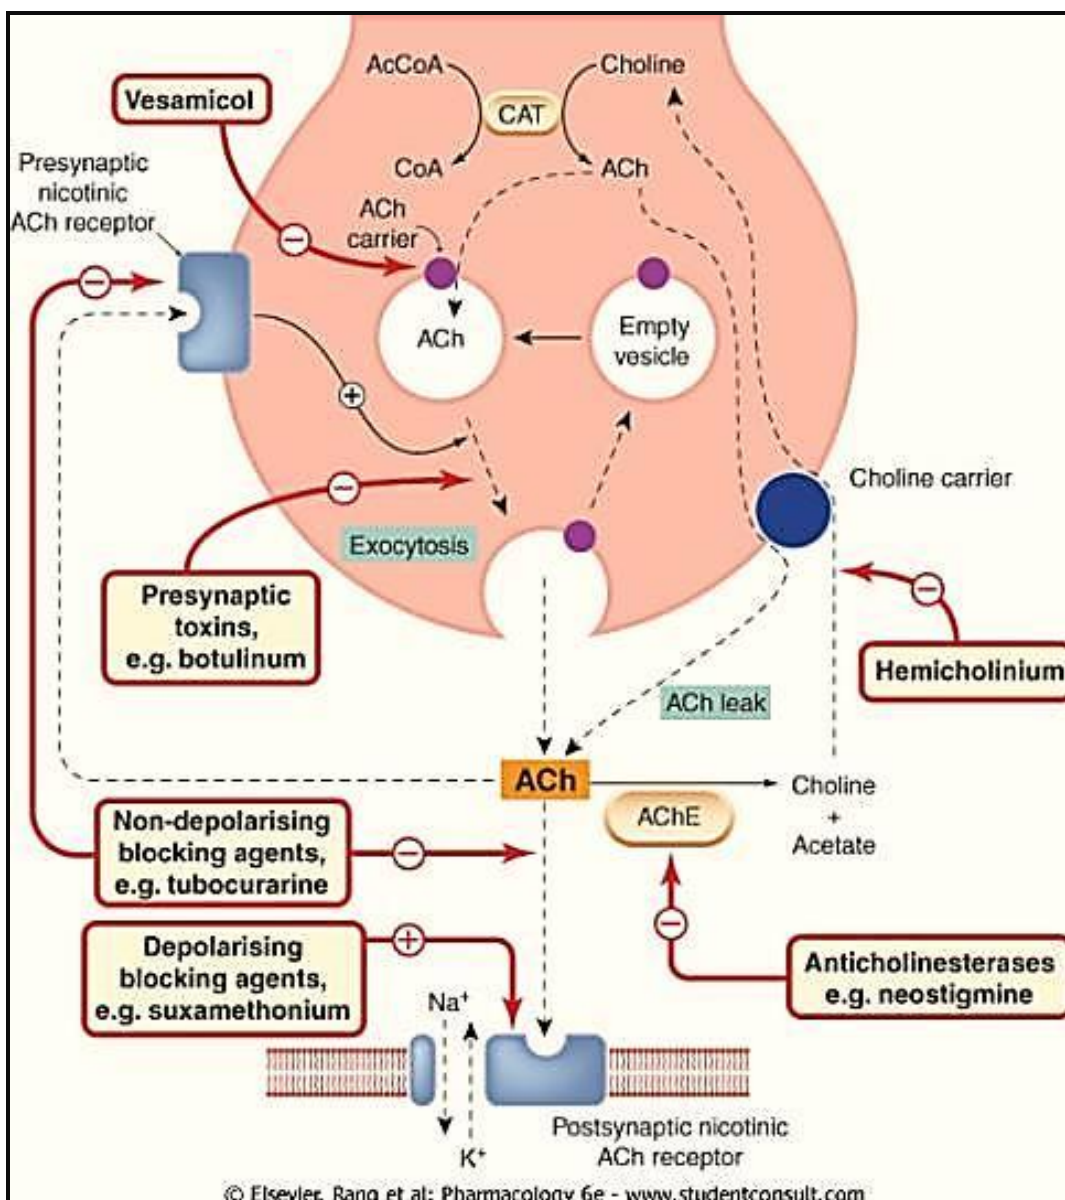 AcCoA
Choline
CAT
CoA
ACh
Vesamicol
Presynaptic
nicotinic
ACh receptor
ACh
carrier
ACh
Empty
vesicle
Choline carrier
Exocytosis
Presynaptic
toxins,
e.g. botulinum
Hemicholinium
ACh leak
ACh
AChE
Choline
+
Acetate
Non-depolarising
blocking agents,
e.g. tubocurarine
Depolarising
blocking agents,
e.g. suxamethonium
Anticholinesterases
e.g. neostigmine
Na⁺
K⁺
Postsynaptic nicotinic
ACh receptor
© Elsevier. Rang et al: Pharmacology 6e - www.studentconsult.com